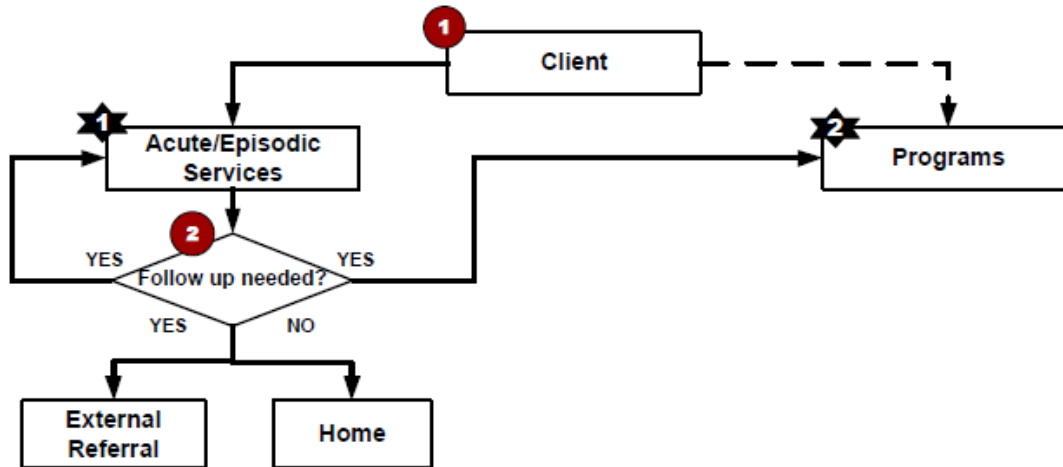 1
Client
1
Acute/Episodic
Services
2
Programs
2
YES
Follow up needed?
YES
YES
NO
External
Referral
Home